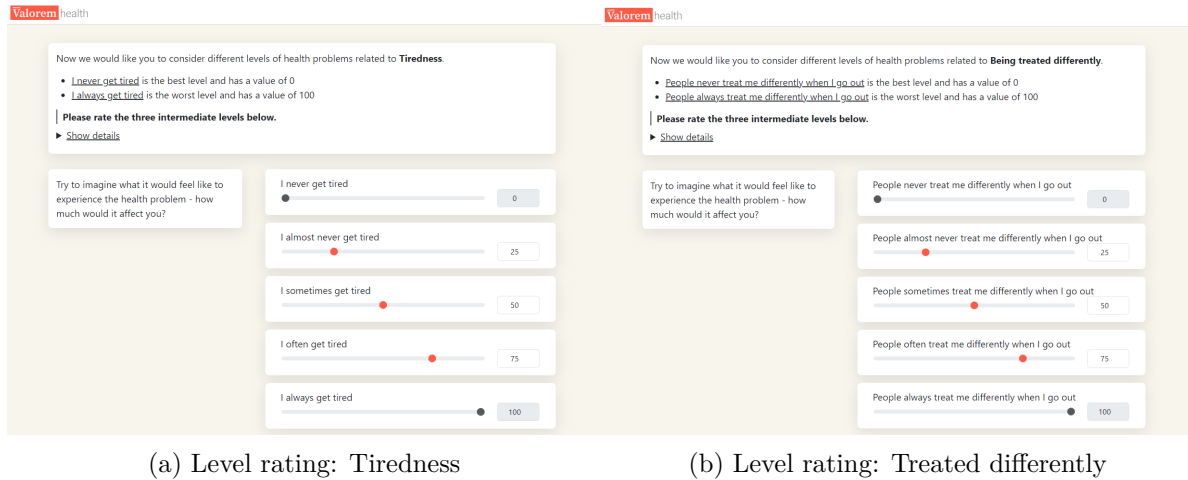 Valorem health
Now we would like you to consider different levels of health problems related to Tiredness.
• I never get tired is the best level and has a value of 0
• I always get tired is the worst level and has a value of 100
Please rate the three intermediate levels below.
▶ Show details
Try to imagine what it would feel like to
experience the health problem - how
much would it affect you?
I never get tired
0
I almost never get tired
25
I sometimes get tired
50
I often get tired
75
I always get tired
100
(a) Level rating: Tiredness
Valorem health
Now we would like you to consider different levels of health problems related to Being treated differently.
• People never treat me differently when I go out is the best level and has a value of 0
• People always treat me differently when I go out is the worst level and has a value of 100
Please rate the three intermediate levels below.
▶ Show details
Try to imagine what it would feel like to
experience the health problem - how
much would it affect you?
People never treat me differently when I go out
0
People almost never treat me differently when I go out
25
People sometimes treat me differently when I go out
50
People often treat me differently when I go out
75
People always treat me differently when I go out
100
(b) Level rating: Treated differently